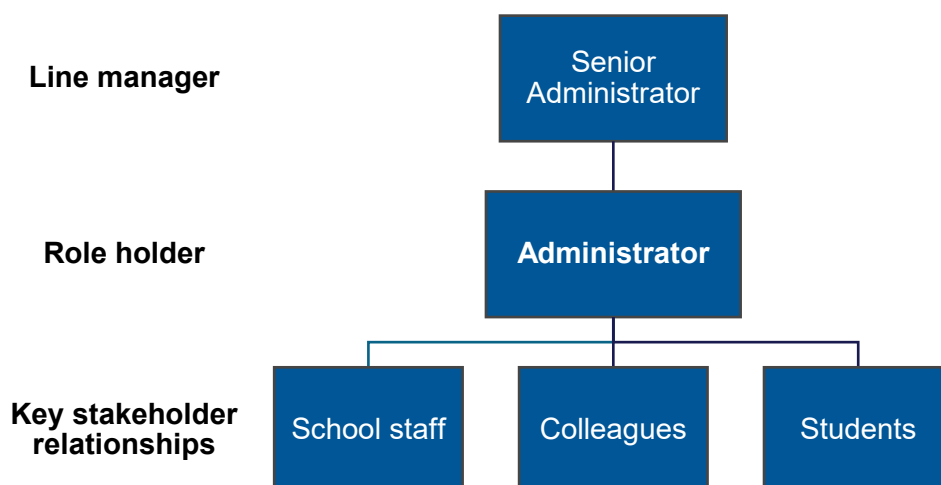 Line manager
Senior
Administrator
Role holder
Administrator
Key stakeholder
relationships
School staff
Colleagues
Students